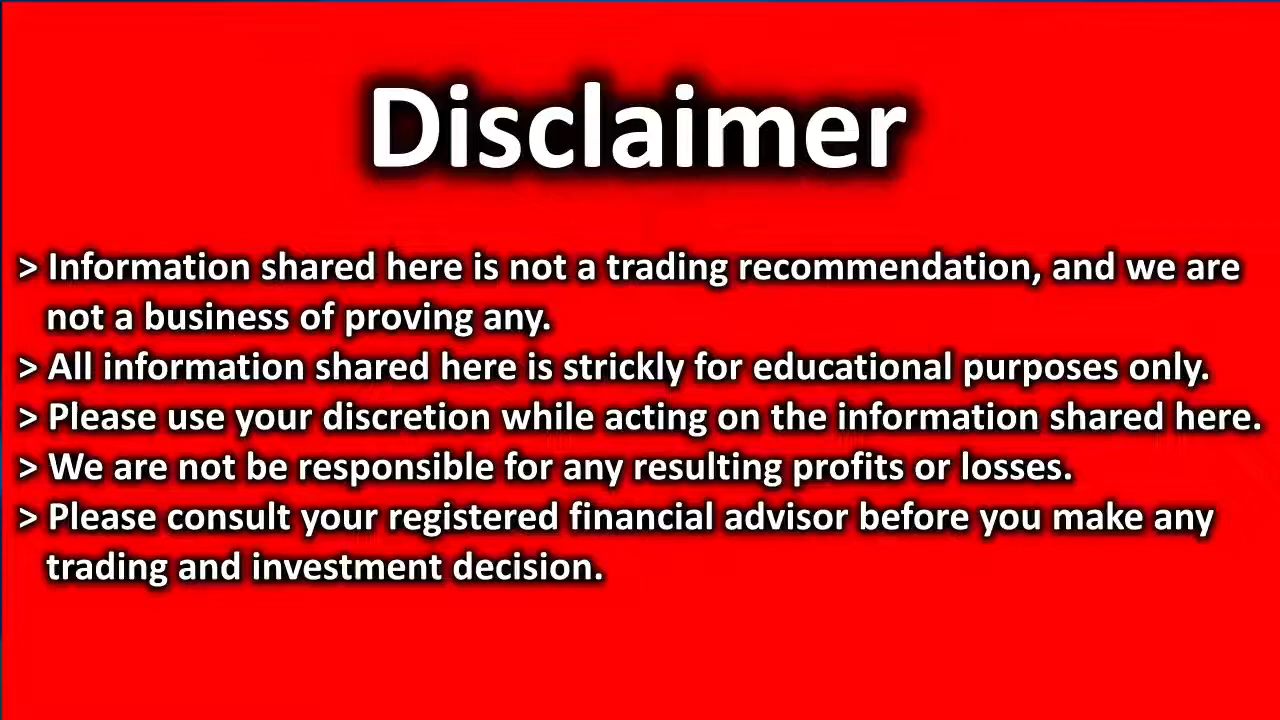 Disclaimer
> Information shared here is not a trading recommendation, and we are
not a business of proving any.
> All information shared here is strickly for educational purposes only.
> Please use your discretion while acting on the information shared here.
> We are not be responsible for any resulting profits or losses.
> Please consult your registered financial advisor before you make any
trading and investment decision.